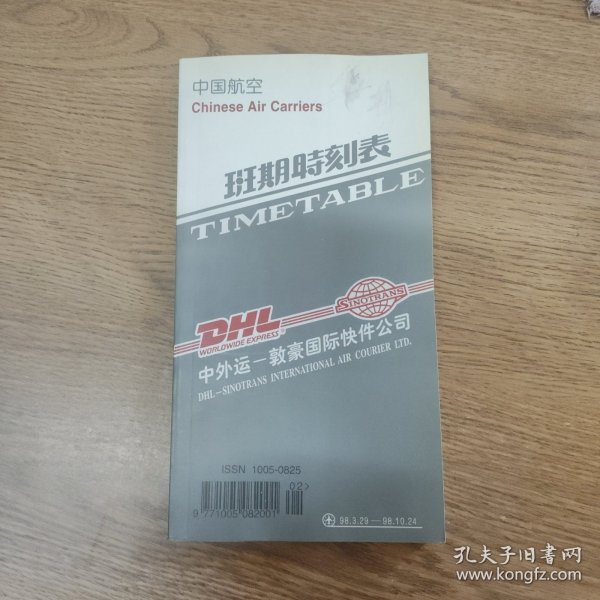 中国航空
Chinese Air Carriers
班期時刻表
TIMETABLE
DHL
WORLDWIDE EXPRESS
SINOTRANS
中外运—敦豪国际快件公司
DHL-SINOTRANS INTERNATIONAL AIR COURIER LTD.
ISSN 1005-0825
02>
9 771005 082001
98.3.29—98.10.24
孔夫子旧书网
www.kongfz.com